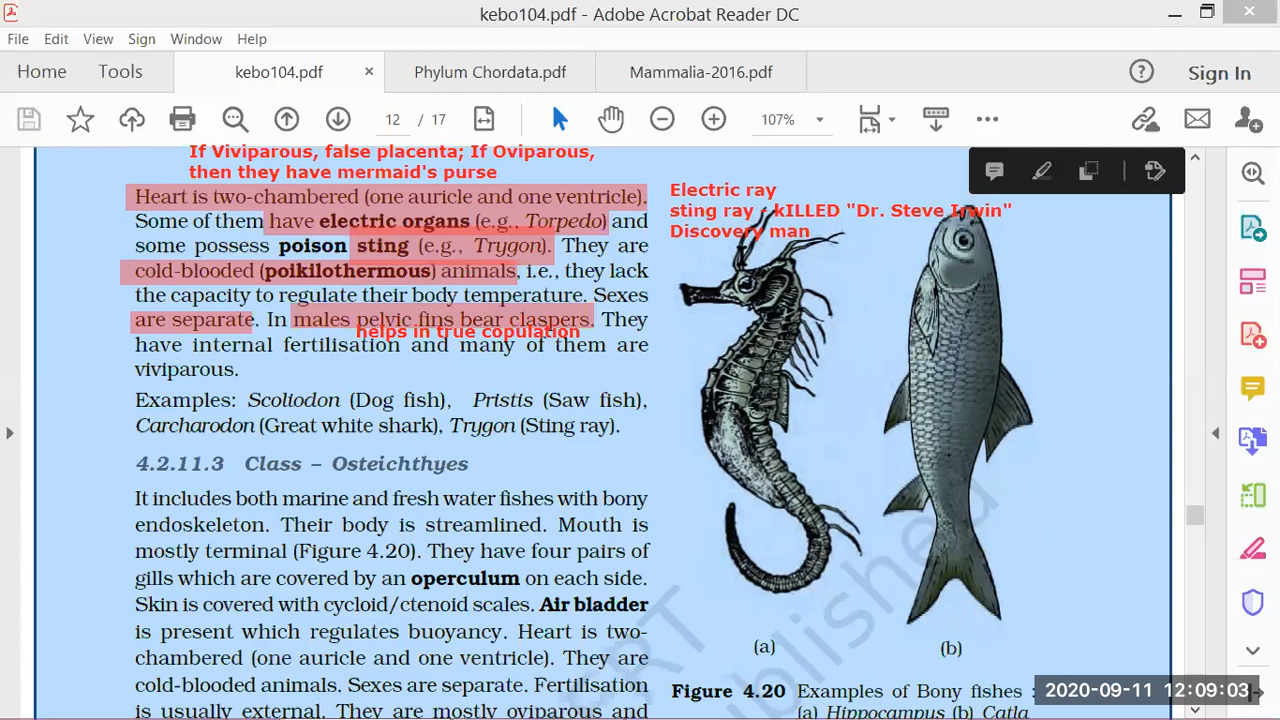 kebo104.pdf - Adobe Acrobat Reader DC
File Edit View Sign Window Help
Home Tools kebo104.pdf × Phylum Chordata.pdf Mammalia-2016.pdf Sign In
12 / 17 107%
If Viviparous, false placenta; If Oviparous,
then they have mermaid's purse
Heart is two-chambered (one auricle and one ventricle).
Some of them have electric organs (e.g., Torpedo) and
some possess poison sting (e.g., Trygon). They are
cold-blooded (poikilothermous) animals, i.e., they lack
the capacity to regulate their body temperature. Sexes
are separate. In males pelvic fins bear claspers. They
helps in true copulation
have internal fertilisation and many of them are
viviparous.
Examples: Scoliodon (Dog fish), Pristis (Saw fish),
Carcharodon (Great white shark), Trygon (Sting ray).
4.2.11.3 Class – Osteichthyes
It includes both marine and fresh water fishes with bony
endoskeleton. Their body is streamlined. Mouth is
mostly terminal (Figure 4.20). They have four pairs of
gills which are covered by an operculum on each side.
Skin is covered with cycloid/ctenoid scales. Air bladder
is present which regulates buoyancy. Heart is two-
chambered (one auricle and one ventricle). They are
cold-blooded animals. Sexes are separate. Fertilisation
is usually external. They are mostly oviparous and
Electric ray
sting ray - kILLED "Dr. Steve Irwin"
Discovery man
(a) (b)
Figure 4.20 Examples of Bony fishes :
(a) Hippocampus (b) Catla
2020-09-11 12:09:03